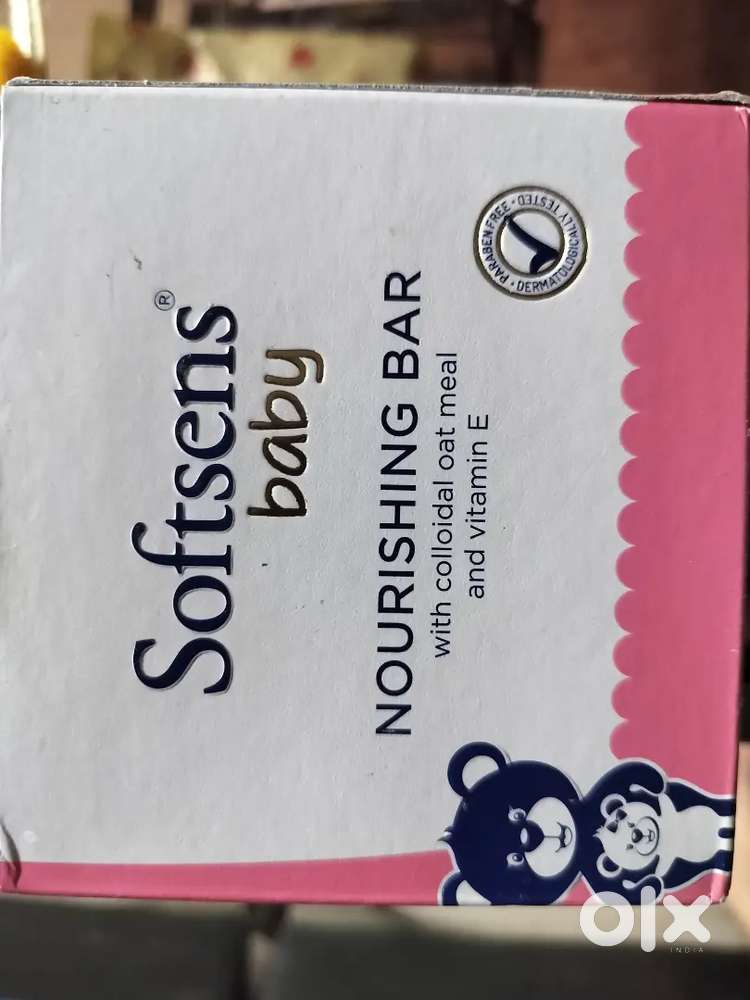 Softsens®
baby
NOURISHING BAR
with colloidal oat meal
and vitamin E
PARABEN FREE • DERMATOLOGICALLY TESTED •
olx
INDIA